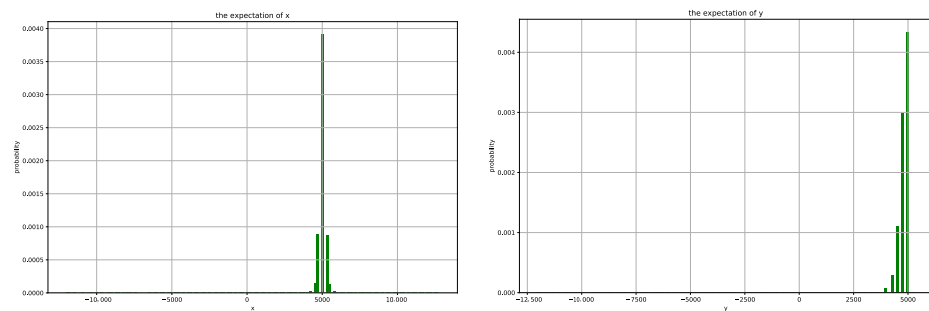 the expectation of x
probability
0.0040
0.0035
0.0030
0.0025
0.0020
0.0015
0.0010
0.0005
0.0000
−10.000 −5000 0 5000 10.000
x
the expectation of y
probability
0.004
0.003
0.002
0.001
0.000
−12.500 −10.000 −7500 −5000 −2500 0 2500 5000
y